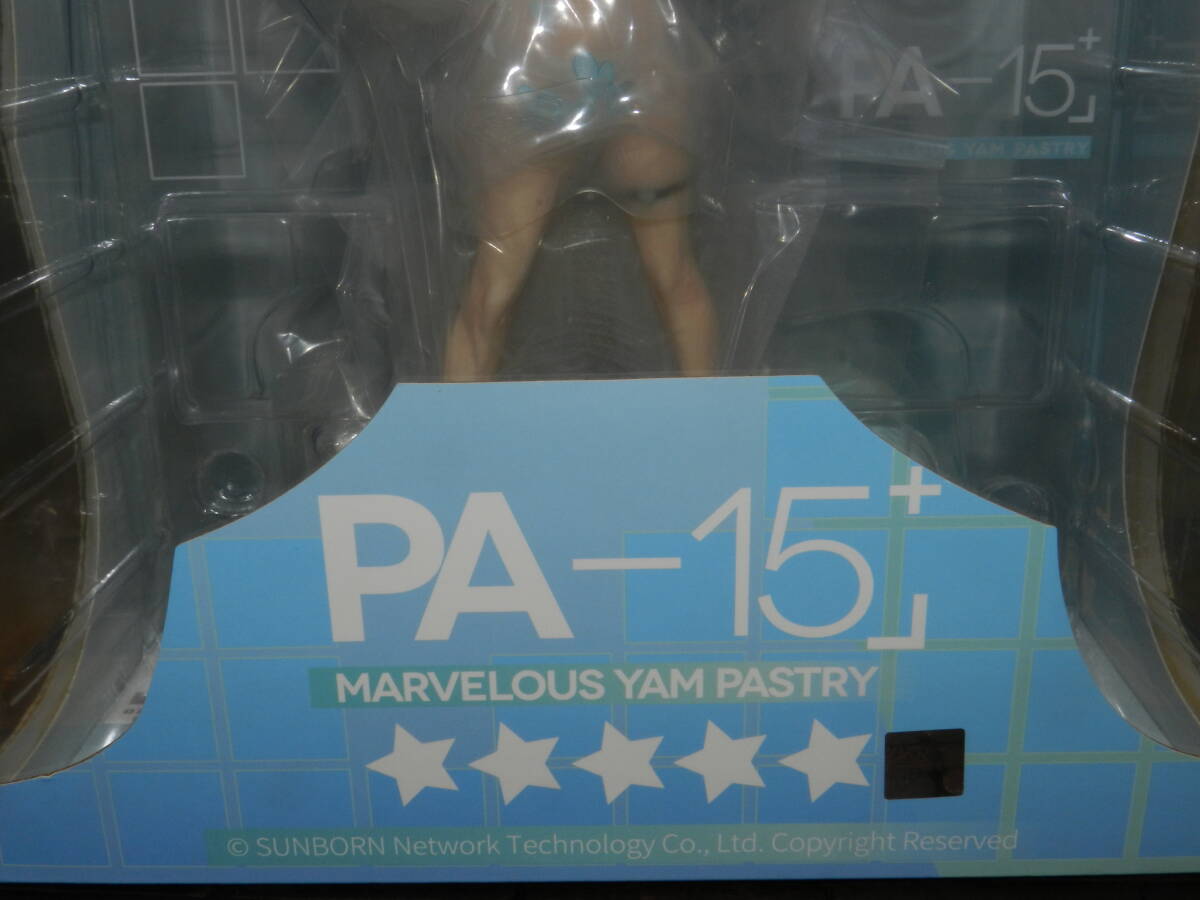 PA-15+
S YAM PASTRY
PA-15+
MARVELOUS YAM PASTRY
© SUNBORN Network Technology Co., Ltd. Copyright Reserved